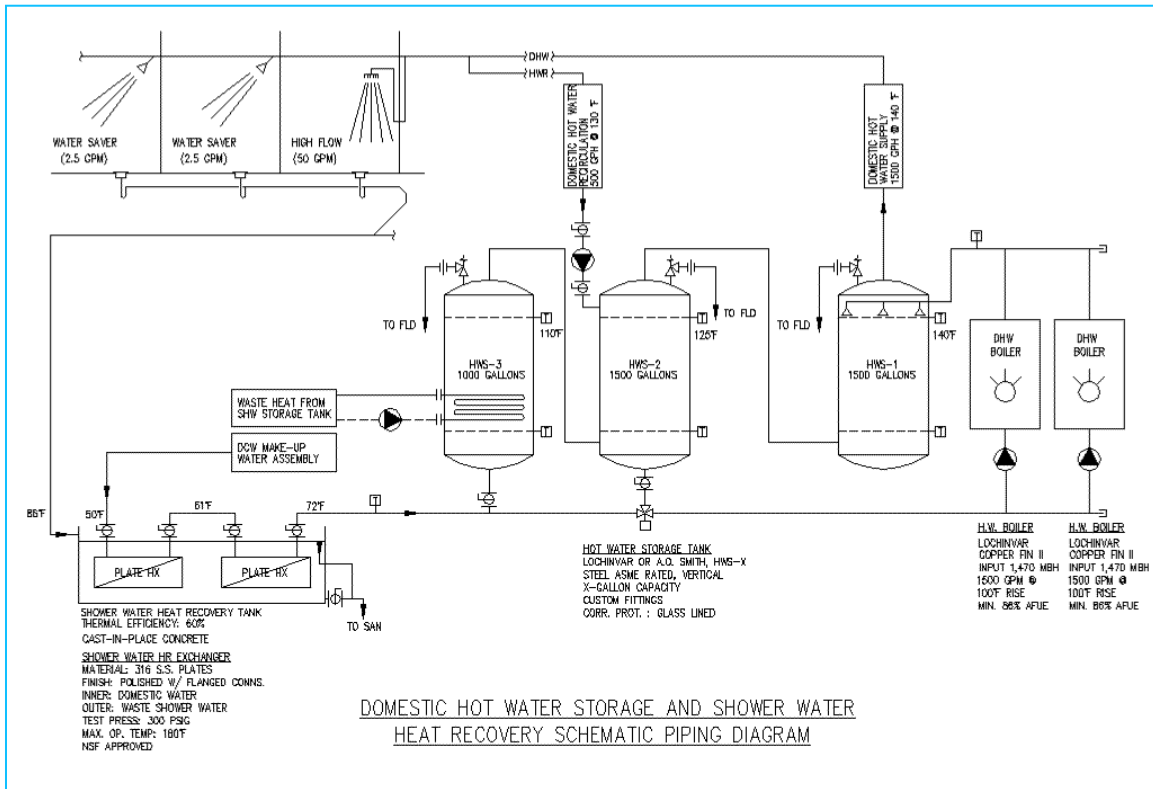 DHW
HWR
WATER SAVER
(2.5 GPM)
WATER SAVER
(2.5 GPM)
HIGH FLOW
(50 GPM)
DOMESTIC HOT WATER
RECIRCULATION
500 GPH @ 130 °F
DOMESTIC HOT
WATER SUPPLY
1500 GPH @ 140 °F
T
TO FLD
TO FLD
TO FLD
T
110°F
T
125°F
T
140°F
HWS-3
1000 GALLONS
HWS-2
1500 GALLONS
HWS-1
1500 GALLONS
DHW
BOILER
DHW
BOILER
WASTE HEAT FROM
SHW STORAGE TANK
DCW MAKE-UP
WATER ASSEMBLY
T
T
T
86°F
50°F
61°F
72°F
T
PLATE HX
PLATE HX
TO SAN
SHOWER WATER HEAT RECOVERY TANK
THERMAL EFFICIENCY: 60%
CAST-IN-PLACE CONCRETE
SHOWER WATER HR EXCHANGER
MATERIAL: 316 S.S. PLATES
FINISH: POLISHED W/ FLANGED CONNS.
INNER: DOMESTIC WATER
OUTER: WASTE SHOWER WATER
TEST PRESS: 300 PSIG
MAX. OP. TEMP: 180°F
NSF APPROVED
HOT WATER STORAGE TANK
LOCHINVAR OR A.O. SMITH, HWS-X
STEEL ASME RATED, VERTICAL
X-GALLON CAPACITY
CUSTOM FITTINGS
CORR. PROT. : GLASS LINED
H.W. BOILER
LOCHINVAR
COPPER FIN II
INPUT 1,470 MBH
1500 GPM @
100°F RISE
MIN. 86% AFUE
H.W. BOILER
LOCHINVAR
COPPER FIN II
INPUT 1,470 MBH
1500 GPM @
100°F RISE
MIN. 86% AFUE
DOMESTIC HOT WATER STORAGE AND SHOWER WATER
HEAT RECOVERY SCHEMATIC PIPING DIAGRAM